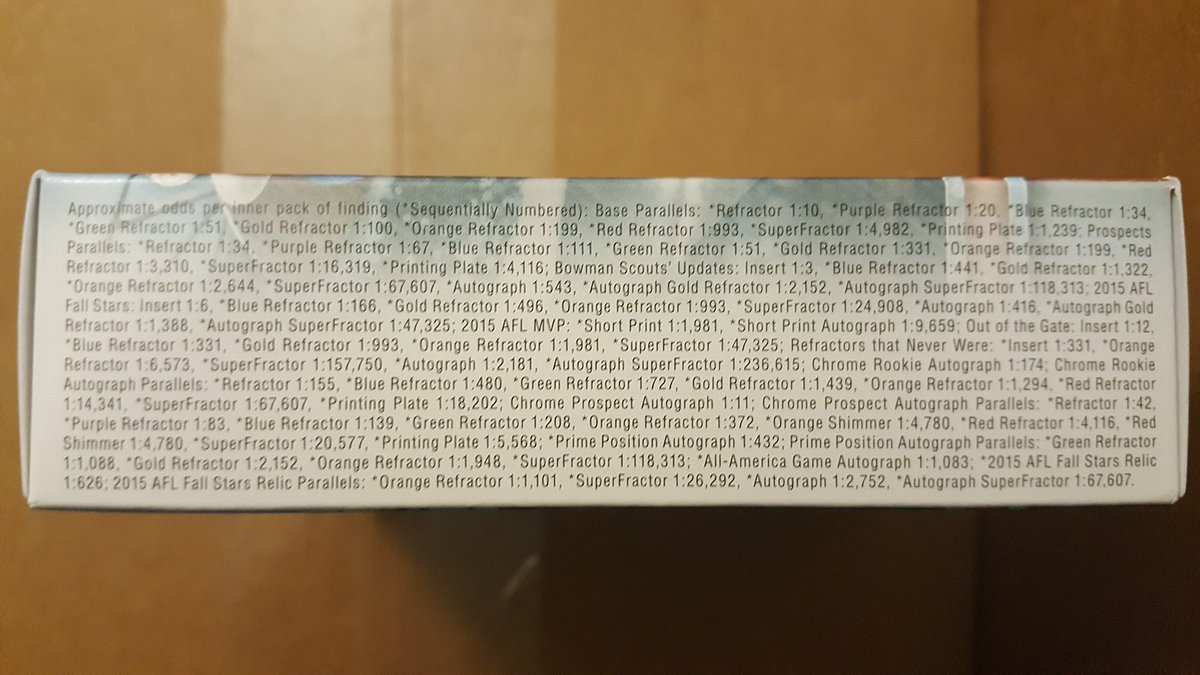 Approximate odds per inner pack of finding (*Sequentially Numbered): Base Parallels: *Refractor 1:10, *Purple Refractor 1:20, *Blue Refractor 1:34,
*Green Refractor 1:51, *Gold Refractor 1:100, *Orange Refractor 1:199, *Red Refractor 1:993, *SuperFractor 1:4,982, *Printing Plate 1:1,239; Prospects
Parallels: *Refractor 1:34, *Purple Refractor 1:67, *Blue Refractor 1:111, *Green Refractor 1:51, *Gold Refractor 1:331, *Orange Refractor 1:199, *Red
Refractor 1:3,310, *SuperFractor 1:16,319, *Printing Plate 1:4,116; Bowman Scouts' Updates: Insert 1:3, *Blue Refractor 1:441, *Gold Refractor 1:1,322,
*Orange Refractor 1:2,644, *SuperFractor 1:67,607, *Autograph 1:543, *Autograph Gold Refractor 1:2,152, *Autograph SuperFractor 1:118,313; 2015 AFL
Fall Stars: Insert 1:6, *Blue Refractor 1:166, *Gold Refractor 1:496, *Orange Refractor 1:993, *SuperFractor 1:24,908, *Autograph 1:416, *Autograph Gold
Refractor 1:1,388, *Autograph SuperFractor 1:47,325; 2015 AFL MVP: *Short Print 1:1,981, *Short Print Autograph 1:9,659; Out of the Gate: Insert 1:12,
*Blue Refractor 1:331, *Gold Refractor 1:993, *Orange Refractor 1:1,981, *SuperFractor 1:47,325; Refractors that Never Were: *Insert 1:331, *Orange
Refractor 1:6,573, *SuperFractor 1:157,750, *Autograph 1:2,181, *Autograph SuperFractor 1:236,615; Chrome Rookie Autograph 1:174; Chrome Rookie
Autograph Parallels: *Refractor 1:155, *Blue Refractor 1:480, *Green Refractor 1:727, *Gold Refractor 1:1,439, *Orange Refractor 1:1,294, *Red Refractor
1:14,341, *SuperFractor 1:67,607, *Printing Plate 1:18,202; Chrome Prospect Autograph 1:11; Chrome Prospect Autograph Parallels: *Refractor 1:42,
*Purple Refractor 1:83, *Blue Refractor 1:139, *Green Refractor 1:208, *Orange Refractor 1:372, *Orange Shimmer 1:4,780, *Red Refractor 1:4,116, *Red
Shimmer 1:4,780, *SuperFractor 1:20,577, *Printing Plate 1:5,568; *Prime Position Autograph 1:432; Prime Position Autograph Parallels: *Green Refractor
1:1,088, *Gold Refractor 1:2,152, *Orange Refractor 1:1,948, *SuperFractor 1:118,313; *All-America Game Autograph 1:1,083; *2015 AFL Fall Stars Relic
1:626; 2015 AFL Fall Stars Relic Parallels: *Orange Refractor 1:1,101, *SuperFractor 1:26,292, *Autograph 1:2,752, *Autograph SuperFractor 1:67,607.